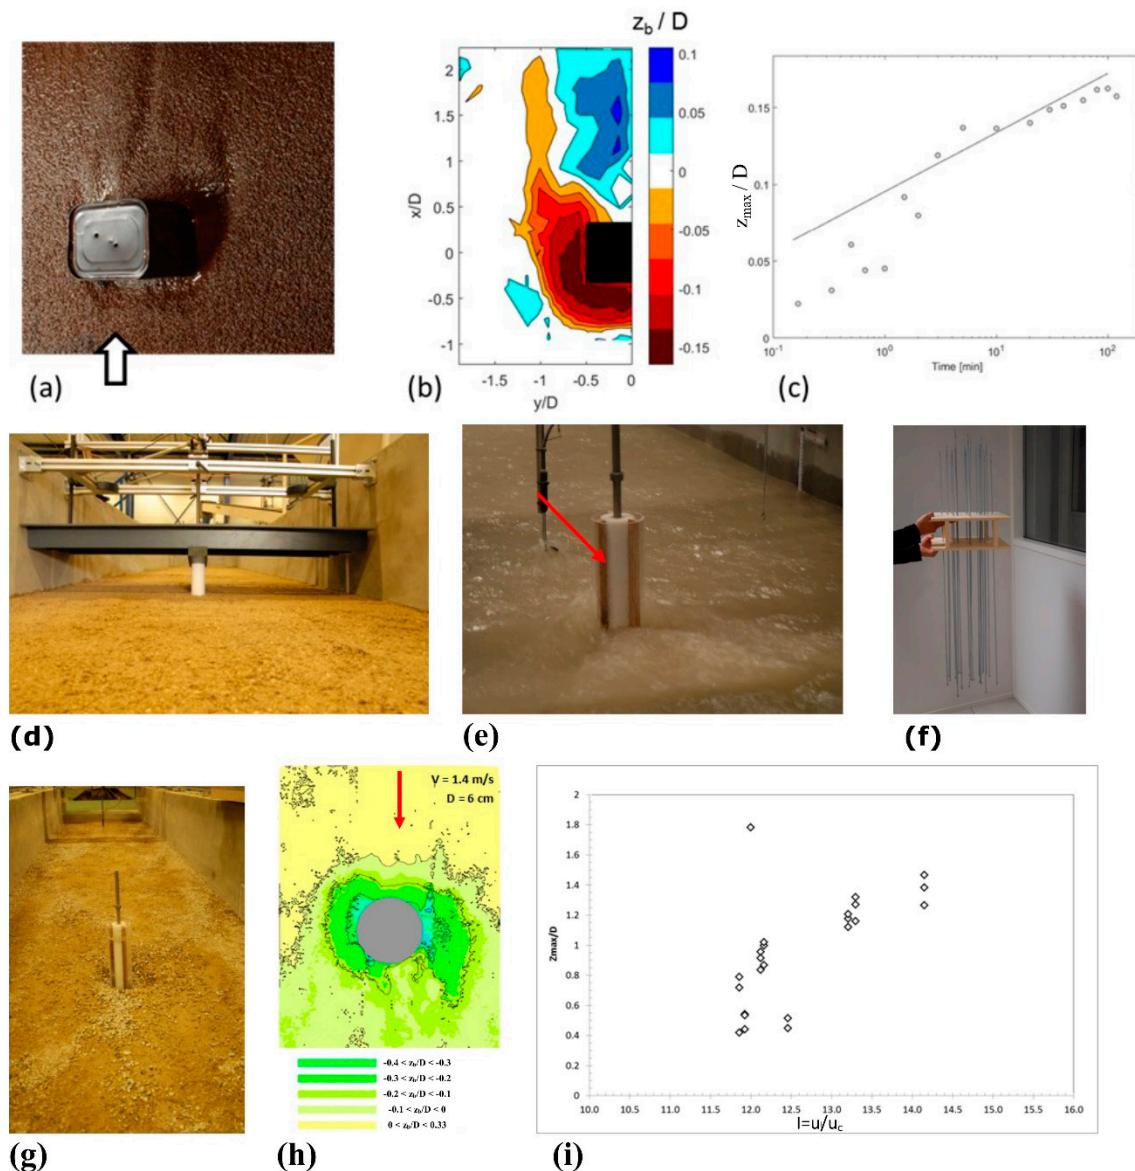 z_b / D
2
1.5
1
0.5
0
-0.5
-1
x/D
-1.5
-1
-0.5
0
y/D
0.1
0.05
0
-0.05
-0.1
-0.15
0.15
0.1
0.05
0
z_max / D
10^-1
10^0
10^1
10^2
Time [min]
(a)
(b)
(c)
(d)
(e)
(f)
V = 1.4 m/s
D = 6 cm
-0.4 < z_b/D < -0.3
-0.3 < z_b/D < -0.2
-0.2 < z_b/D < -0.1
-0.1 < z_b/D < 0
0 < z_b/D < 0.33
2
1.8
1.6
1.4
1.2
1
0.8
0.6
0.4
0.2
0
Zmax/D
10.0 10.5 11.0 11.5 12.0 12.5 13.0 13.5 14.0 14.5 15.0 15.5 16.0
(g)
(h)
(i)